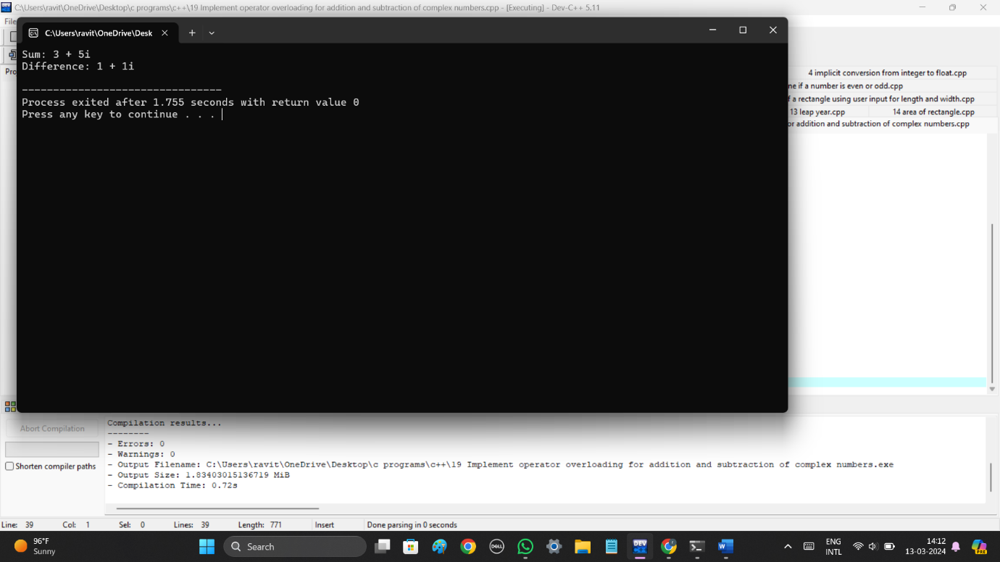 C:\Users\ravit\OneDrive\Desktop\c programs\c++\19 Implement operator overloading for addition and subtraction of complex numbers.cpp - [Executing] - Dev-C++ 5.11
File
C:\Users\ravit\OneDrive\Desk
Sum: 3 + 5i
Difference: 1 + 1i
--------------------------------
Process exited after 1.755 seconds with return value 0
Press any key to continue . . .
Pro
4 implicit conversion from integer to float.cpp
ne if a number is even or odd.cpp
f a rectangle using user input for length and width.cpp
13 leap year.cpp 14 area of rectangle.cpp
or addition and subtraction of complex numbers.cpp
Abort Compilation
Shorten compiler paths
Compilation results...
--------
- Errors: 0
- Warnings: 0
- Output Filename: C:\Users\ravit\OneDrive\Desktop\c programs\c++\19 Implement operator overloading for addition and subtraction of complex numbers.exe
- Output Size: 1.83403015136719 MiB
- Compilation Time: 0.72s
Line: 39 Col: 1 Sel: 0 Lines: 39 Length: 771 Insert Done parsing in 0 seconds
96°F
Sunny
Search
DELL
DEV
C++
W
PRE
ENG
INTL
14:12
13-03-2024